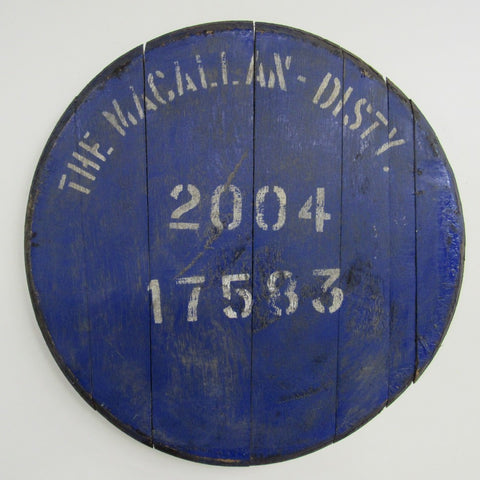 THE MACALLAN-DISTY.
2004
17583